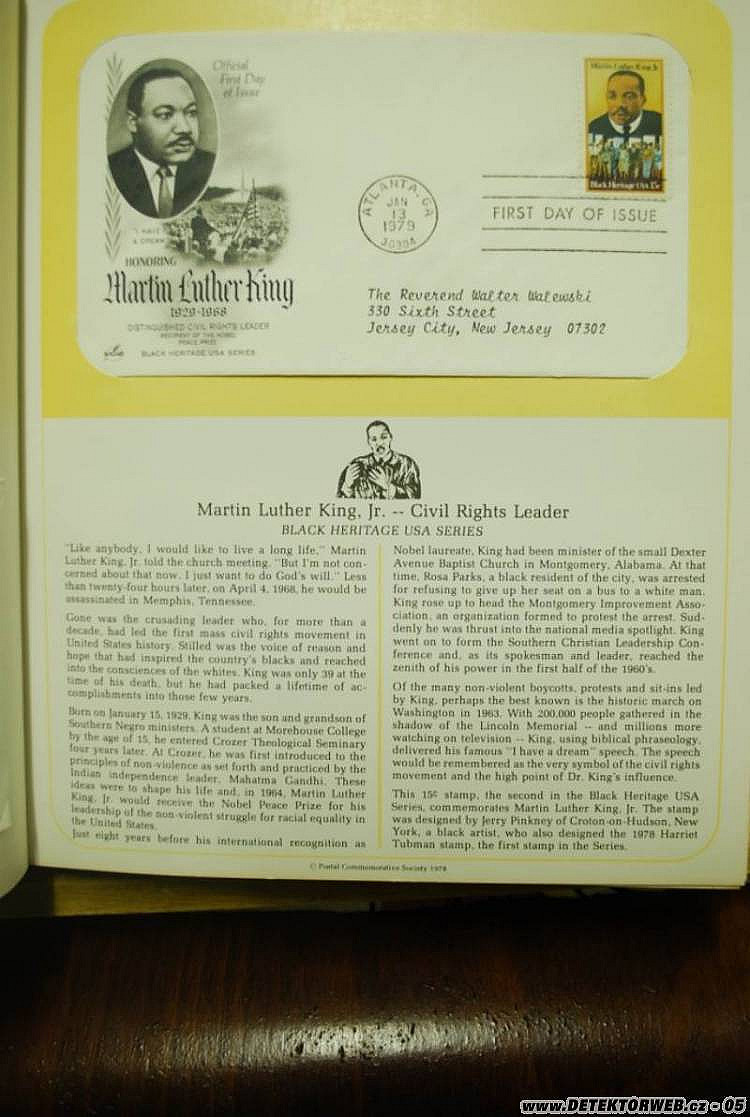 Official
First Day
of Issue
"I HAVE
A DREAM"
HONORING
Martin Luther King
1929-1968
DISTINGUISHED CIVIL RIGHTS LEADER
RECIPIENT OF THE NOBEL
PEACE PRIZE
BLACK HERITAGE/USA SERIES
Martin Luther King Jr.
Black Heritage USA 15c
ATLANTA, GA
JAN
13
1979
30304
FIRST DAY OF ISSUE
The Reverend Walter Walewski
330 Sixth Street
Jersey City, New Jersey 07302
Martin Luther King, Jr. -- Civil Rights Leader
BLACK HERITAGE USA SERIES
"Like anybody, I would like to live a long life," Martin
Luther King, Jr. told the church meeting. "But I'm not con-
cerned about that now. I just want to do God's will." Less
than twenty-four hours later, on April 4, 1968, he would be
assassinated in Memphis, Tennessee.
Gone was the crusading leader who, for more than a
decade, had led the first mass civil rights movement in
United States history. Stilled was the voice of reason and
hope that had inspired the country's blacks and reached
into the consciences of the whites. King was only 39 at the
time of his death, but he had packed a lifetime of ac-
complishments into those few years.
Born on January 15, 1929, King was the son and grandson of
Southern Negro ministers. A student at Morehouse College
by the age of 15, he entered Crozer Theological Seminary
four years later. At Crozer, he was first introduced to the
principles of non-violence as set forth and practiced by the
Indian independence leader, Mahatma Gandhi. These
ideas were to shape his life and, in 1964, Martin Luther
King, Jr. would receive the Nobel Peace Prize for his
leadership of the non-violent struggle for racial equality in
the United States.
Just eight years before his international recognition as
Nobel laureate, King had been minister of the small Dexter
Avenue Baptist Church in Montgomery, Alabama. At that
time, Rosa Parks, a black resident of the city, was arrested
for refusing to give up her seat on a bus to a white man.
King rose up to head the Montgomery Improvement Asso-
ciation, an organization formed to protest the arrest. Sud-
denly he was thrust into the national media spotlight. King
went on to form the Southern Christian Leadership Con-
ference and, as its spokesman and leader, reached the
zenith of his power in the first half of the 1960's.
Of the many non-violent boycotts, protests and sit-ins led
by King, perhaps the best known is the historic march on
Washington in 1963. With 200,000 people gathered in the
shadow of the Lincoln Memorial -- and millions more
watching on television -- King, using biblical phraseology,
delivered his famous "I have a dream" speech. The speech
would be remembered as the very symbol of the civil rights
movement and the high point of Dr. King's influence.
This 15¢ stamp, the second in the Black Heritage USA
Series, commemorates Martin Luther King, Jr. The stamp
was designed by Jerry Pinkney of Croton-on-Hudson, New
York, a black artist, who also designed the 1978 Harriet
Tubman stamp, the first stamp in the Series.
© Postal Commemorative Society 1979
www.DETEKTORWEB.cz - 05